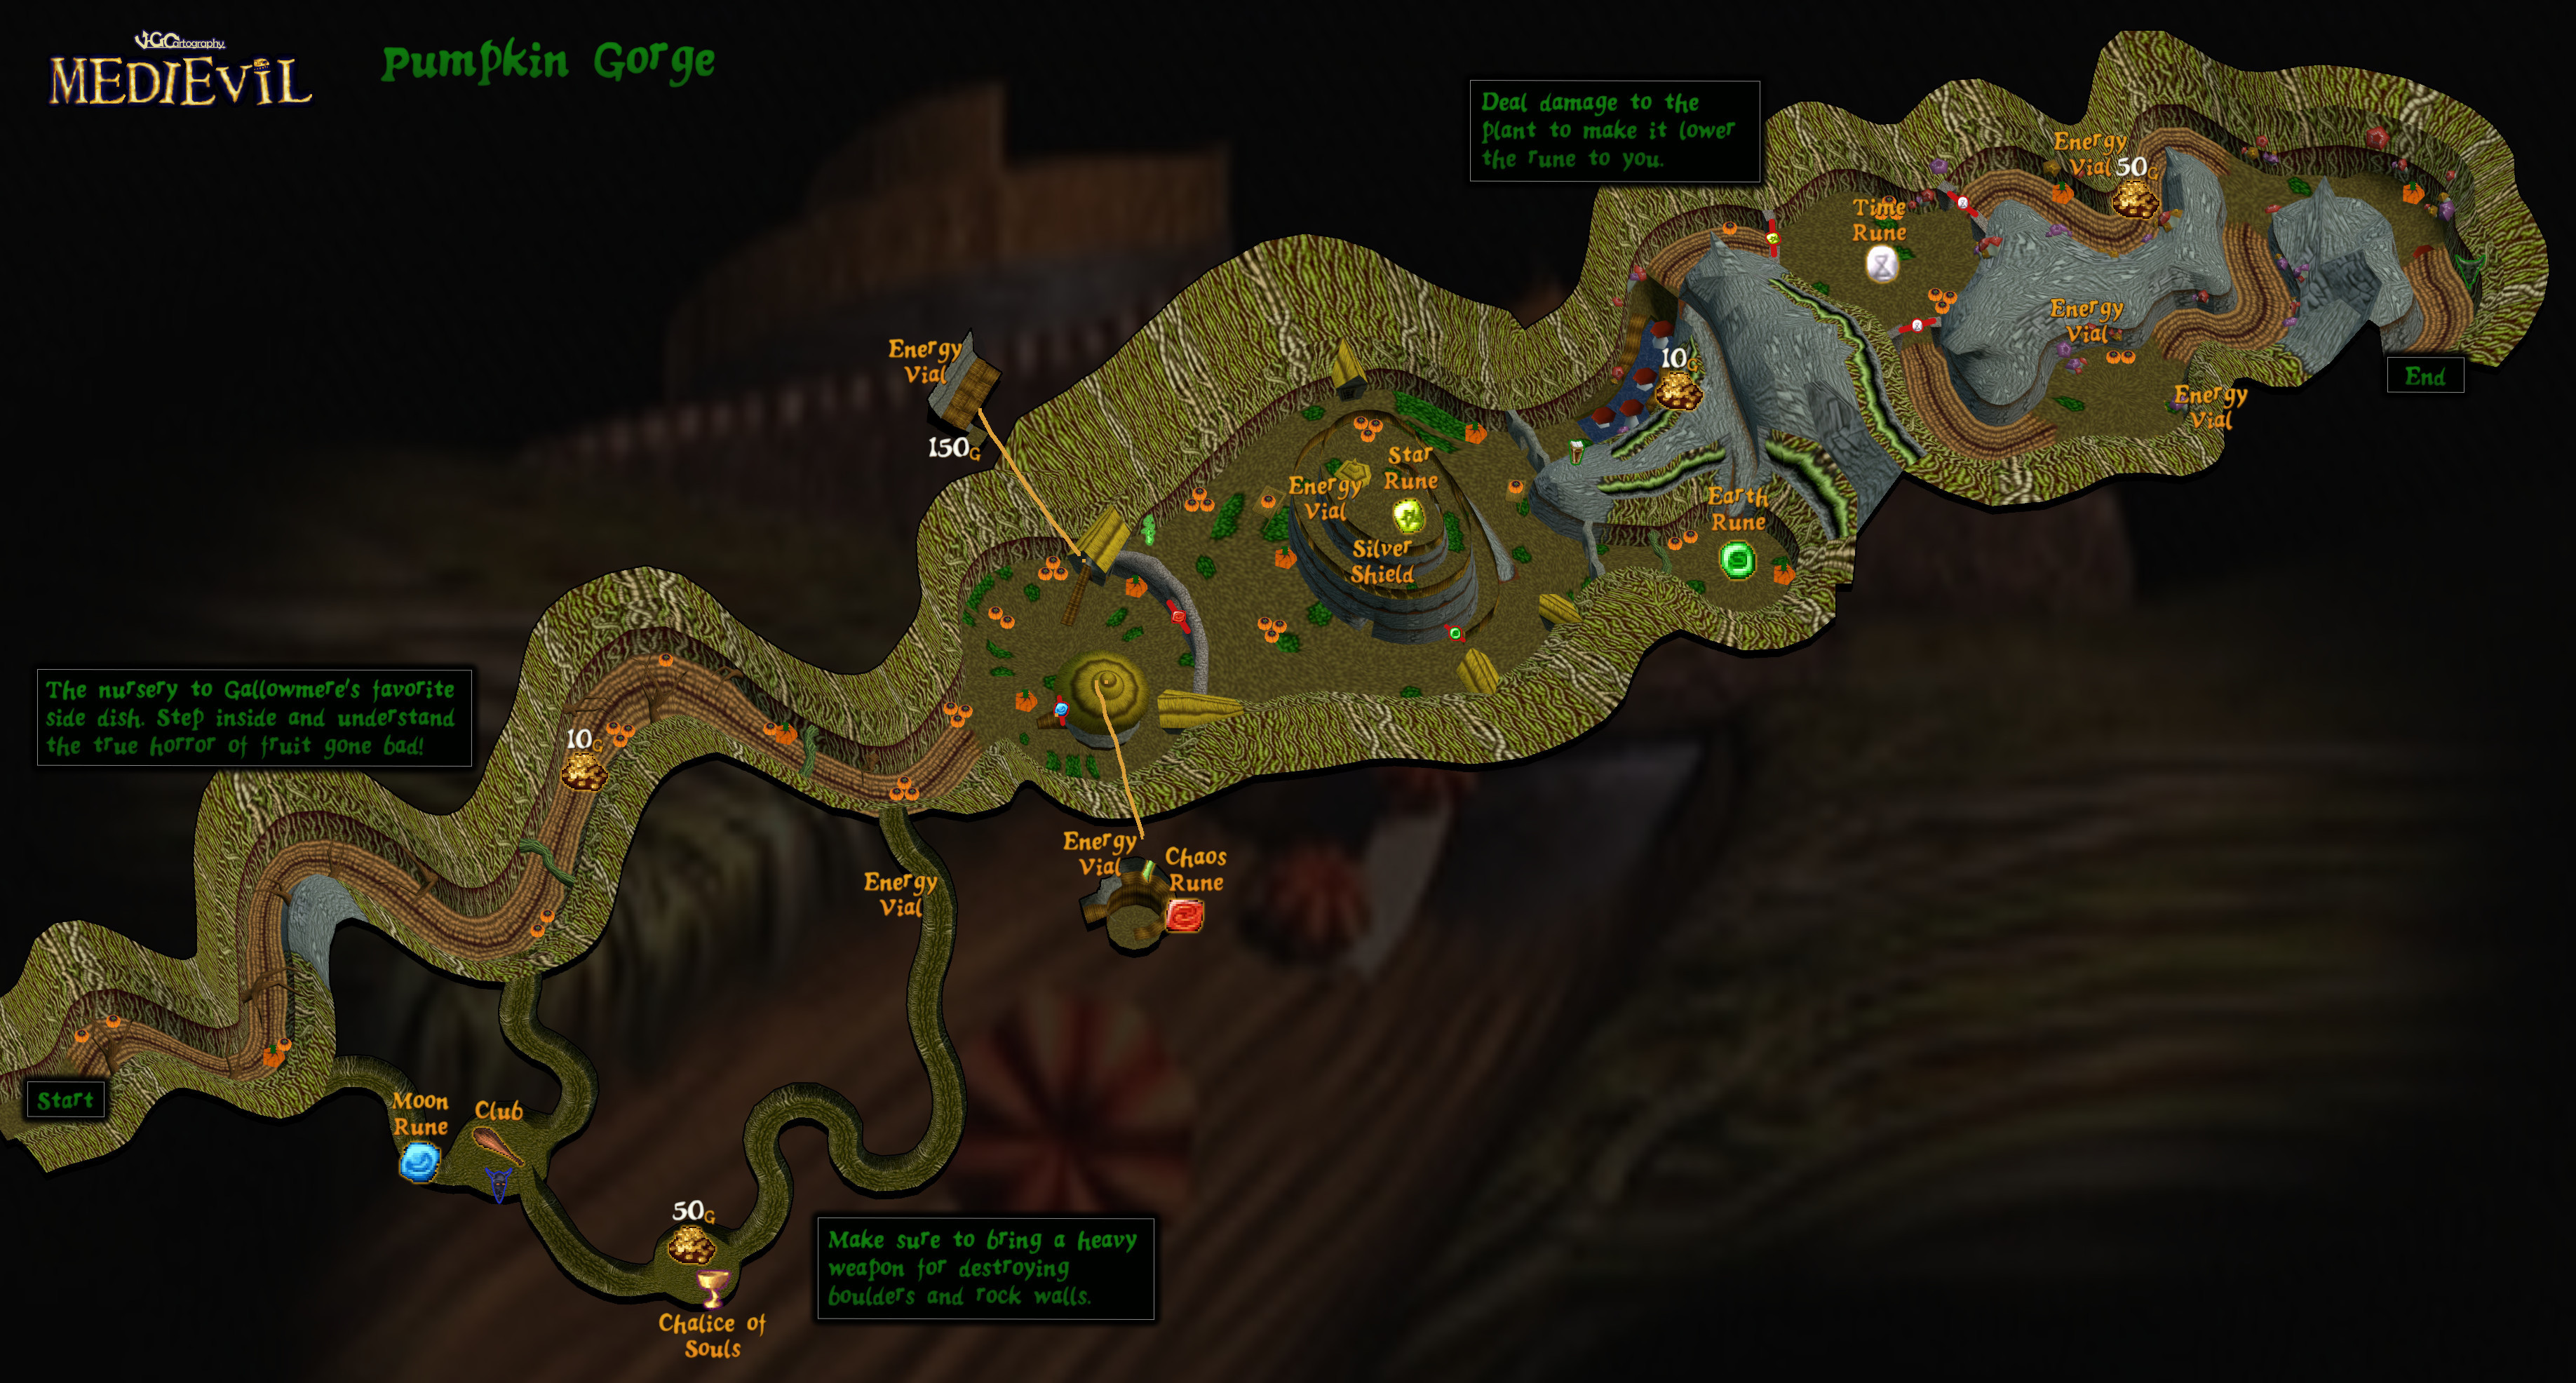 VGCartography
MEDIEVIL
Pumpkin Gorge
Deal damage to the
plant to make it lower
the rune to you.
Energy
Vial
50G
Time
Rune
Energy
Vial
Energy
Vial
End
10G
Energy
Vial
150G
Star
Rune
Energy
Vial
Silver
Shield
Earth
Rune
The nursery to Gallowmere's favorite
side dish. Step inside and understand
the true horror of fruit gone bad!
10G
Energy
Vial
Chaos
Rune
Energy
Vial
Start
Moon
Rune
Club
50G
Chalice of
Souls
Make sure to bring a heavy
weapon for destroying
boulders and rock walls.